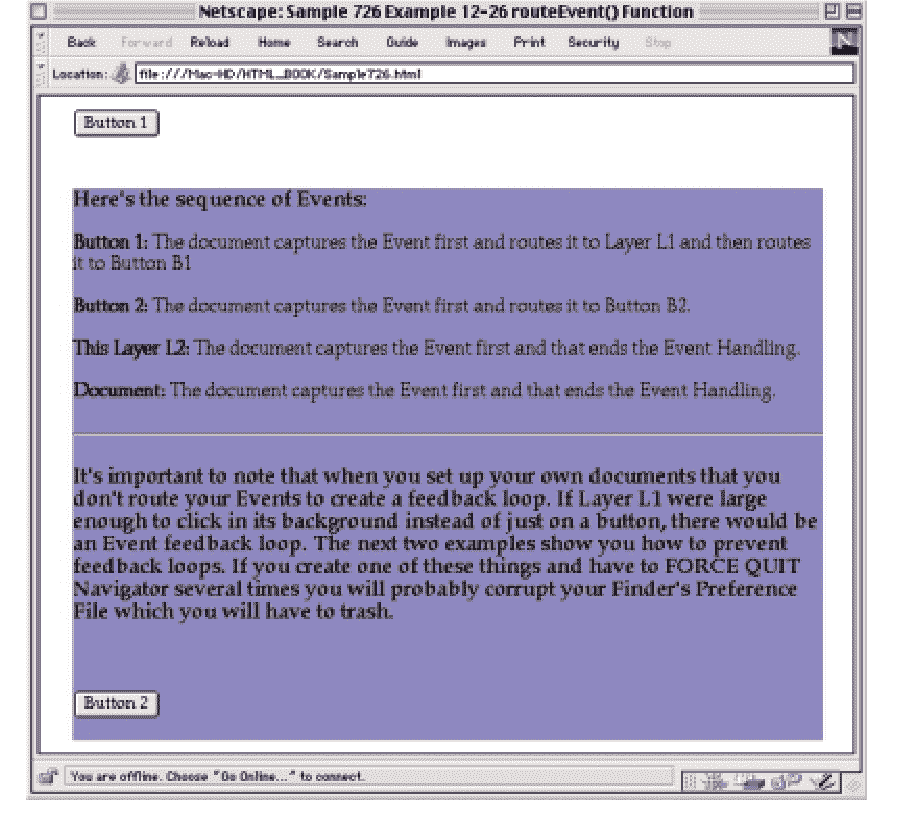 Netscape: Sample 726 Example 12-26 routeEvent() Function
Back Forward Reload Home Search Guide Images Print Security Stop
Location: file:///Mac-HD/HTML_BOOK/Sample726.html
Button 1
Here's the sequence of Events:
Button 1: The document captures the Event first and routes it to Layer L1 and then routes
it to Button B1
Button 2: The document captures the Event first and routes it to Button B2.
This Layer L2: The document captures the Event first and that ends the Event Handling.
Document: The document captures the Event first and that ends the Event Handling.
It's important to note that when you set up your own documents that you
don't route your Events to create a feedback loop. If Layer L1 were large
enough to click in its background instead of just on a button, there would be
an Event feedback loop. The next two examples show you how to prevent
feedback loops. If you create one of these things and have to FORCE QUIT
Navigator several times you will probably corrupt your Finder's Preference
File which you will have to trash.
Button 2
You are offline. Choose "Go Online..." to connect.